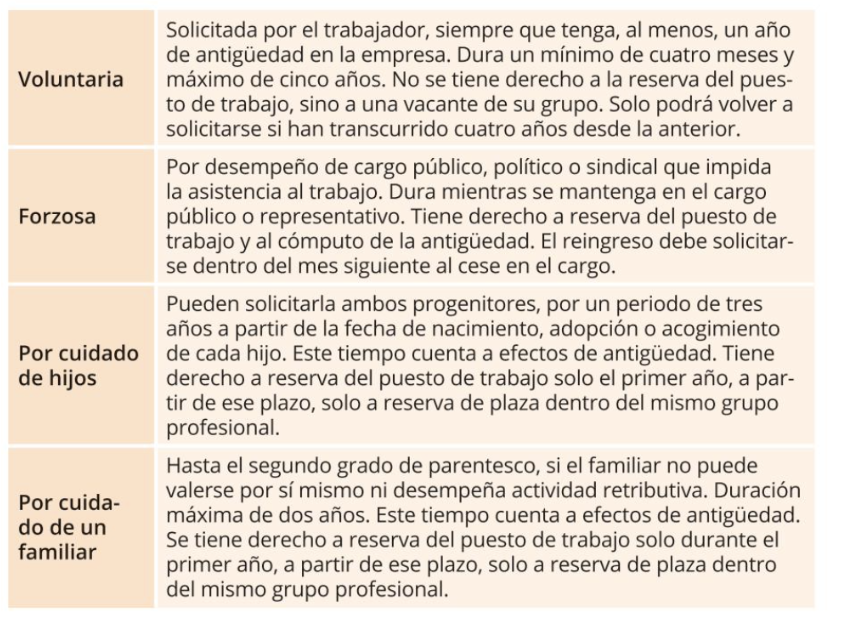 Voluntaria
Solicitada por el trabajador, siempre que tenga, al menos, un año
de antigüedad en la empresa. Dura un mínimo de cuatro meses y
máximo de cinco años. No se tiene derecho a la reserva del pues-
to de trabajo, sino a una vacante de su grupo. Solo podrá volver a
solicitarse si han transcurrido cuatro años desde la anterior.
Forzosa
Por desempeño de cargo público, político o sindical que impida
la asistencia al trabajo. Dura mientras se mantenga en el cargo
público o representativo. Tiene derecho a reserva del puesto de
trabajo y al cómputo de la antigüedad. El reingreso debe solicitar-
se dentro del mes siguiente al cese en el cargo.
Por cuidado
de hijos
Pueden solicitarla ambos progenitores, por un periodo de tres
años a partir de la fecha de nacimiento, adopción o acogimiento
de cada hijo. Este tiempo cuenta a efectos de antigüedad. Tiene
derecho a reserva del puesto de trabajo solo el primer año, a par-
tir de ese plazo, solo a reserva de plaza dentro del mismo grupo
profesional.
Por cuida-
do de un
familiar
Hasta el segundo grado de parentesco, si el familiar no puede
valerse por sí mismo ni desempeña actividad retributiva. Duración
máxima de dos años. Este tiempo cuenta a efectos de antigüedad.
Se tiene derecho a reserva del puesto de trabajo solo durante el
primer año, a partir de ese plazo, solo a reserva de plaza dentro
del mismo grupo profesional.